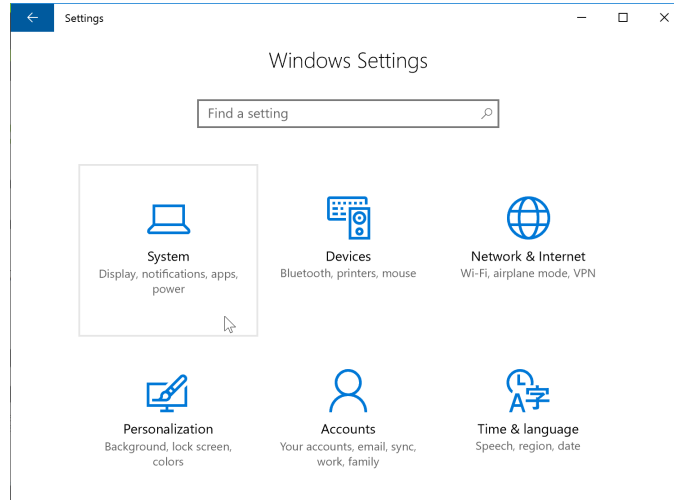 Settings
Windows Settings
Find a setting
System
Display, notifications, apps,
power
Devices
Bluetooth, printers, mouse
Network & Internet
Wi-Fi, airplane mode, VPN
Personalization
Background, lock screen,
colors
Accounts
Your accounts, email, sync,
work, family
A字
Time & language
Speech, region, date